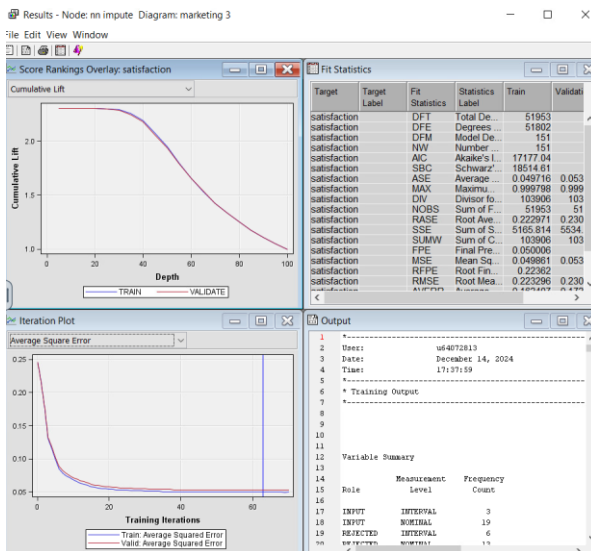 Results - Node: nn impute Diagram: marketing 3
File Edit View Window
Score Rankings Overlay: satisfaction
Cumulative Lift
Cumulative Lift
2.0
1.5
1.0
0 20 40 60 80 100
Depth
TRAIN VALIDATE
Fit Statistics
Target Target Label Fit Statistics Statistics Label Train Validati
satisfaction DFT Total De... 51953
satisfaction DFE Degrees ... 51802
satisfaction DFM Model De... 151
satisfaction NW Number ... 151
satisfaction AIC Akaike's I... 17177.04
satisfaction SBC Schwarz'... 18514.61
satisfaction ASE Average ... 0.049716 0.053
satisfaction MAX Maximu... 0.999798 0.999
satisfaction DIV Divisor fo... 103906 103
satisfaction NOBS Sum of F... 51953 51
satisfaction RASE Root Ave... 0.222971 0.230
satisfaction SSE Sum of S... 5165.814 5534.
satisfaction SUMW Sum of C... 103906 103
satisfaction FPE Final Pre... 0.050006
satisfaction MSE Mean Sq... 0.049861 0.053
satisfaction RFPE Root Fin... 0.22362
satisfaction RMSE Root Mea... 0.223296 0.230
Iteration Plot
Average Square Error
0.25
0.20
0.15
0.10
0.05
0 20 40 60
Training Iterations
Train: Average Squared Error
Valid: Average Squared Error
Output
1 *----------
2 User: u64072813
3 Date: December 14, 2024
4 Time: 17:37:59
5 *----------
6 * Training Output
7 *----------
8
9
10
11
12 Variable Summary
13
14 Measurement Frequency
15 Role Level Count
16
17 INPUT INTERVAL 3
18 INPUT NOMINAL 19
19 REJECTED INTERVAL 6